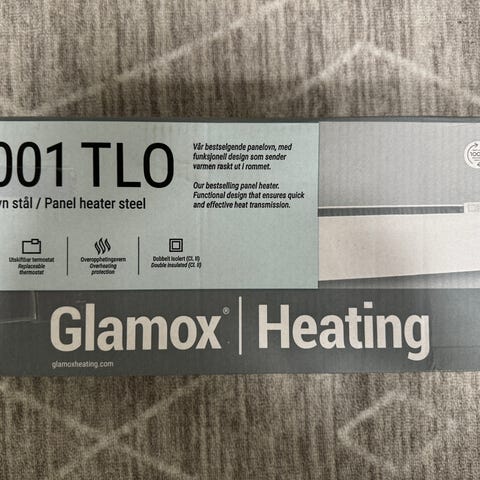 001 TLO
vn stål / Panel heater steel
Vår bestselgende panelovn, med
funksjonell design som sender
varmen raskt ut i rommet.
Our bestselling panel heater.
Functional design that ensures quick
and effective heat transmission.
Utskiftbar termostat
Replaceable
thermostat
Overopphetingsvern
Overheating
protection
Dobbelt isolert (Cl. II)
Double insulated (Cl. II)
Glamox® | Heating
glamoxheating.com